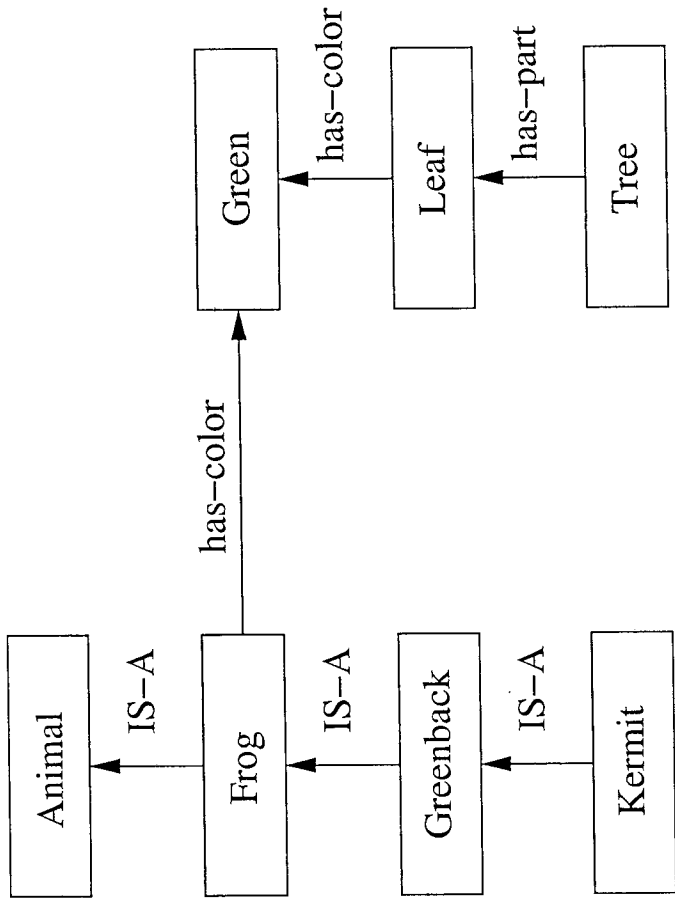 Animal
IS–A
Frog
has–color
Green
IS–A
has–color
Greenback
Leaf
IS–A
has–part
Kermit
Tree